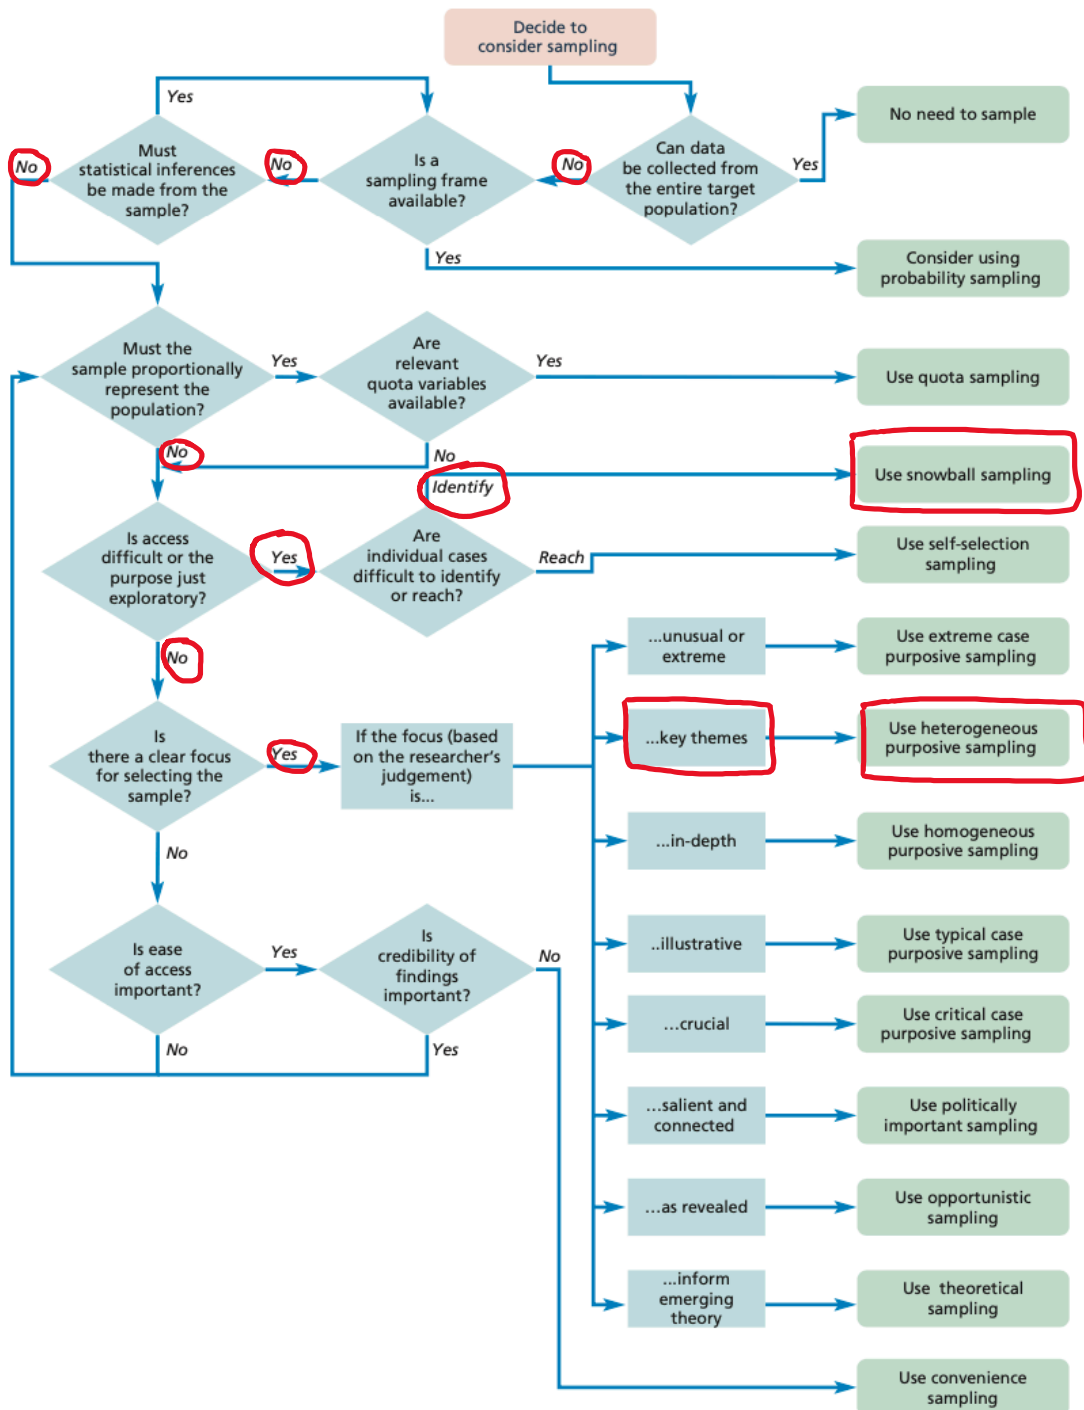 Decide to
consider sampling
Yes
No need to sample
Must
statistical inferences
be made from the
sample?
No
No
Is a
sampling frame
available?
No
Can data
be collected from
the entire target
population?
Yes
Yes
Consider using
probability sampling
Must the
sample proportionally
represent the
population?
Yes
Are
relevant
quota variables
available?
Yes
Use quota sampling
No
No
Identify
Use snowball sampling
Is access
difficult or the
purpose just
exploratory?
Yes
Are
individual cases
difficult to identify
or reach?
Reach
Use self-selection
sampling
No
...unusual or
extreme
Use extreme case
purposive sampling
Is
there a clear focus
for selecting the
sample?
Yes
If the focus (based
on the researcher's
judgement)
is...
...key themes
Use heterogeneous
purposive sampling
No
...in-depth
Use homogeneous
purposive sampling
Is ease
of access
important?
Yes
Is
credibility of
findings
important?
No
..illustrative
Use typical case
purposive sampling
...crucial
Use critical case
purposive sampling
No
Yes
...salient and
connected
Use politically
important sampling
...as revealed
Use opportunistic
sampling
...inform
emerging
theory
Use theoretical
sampling
Use convenience
sampling